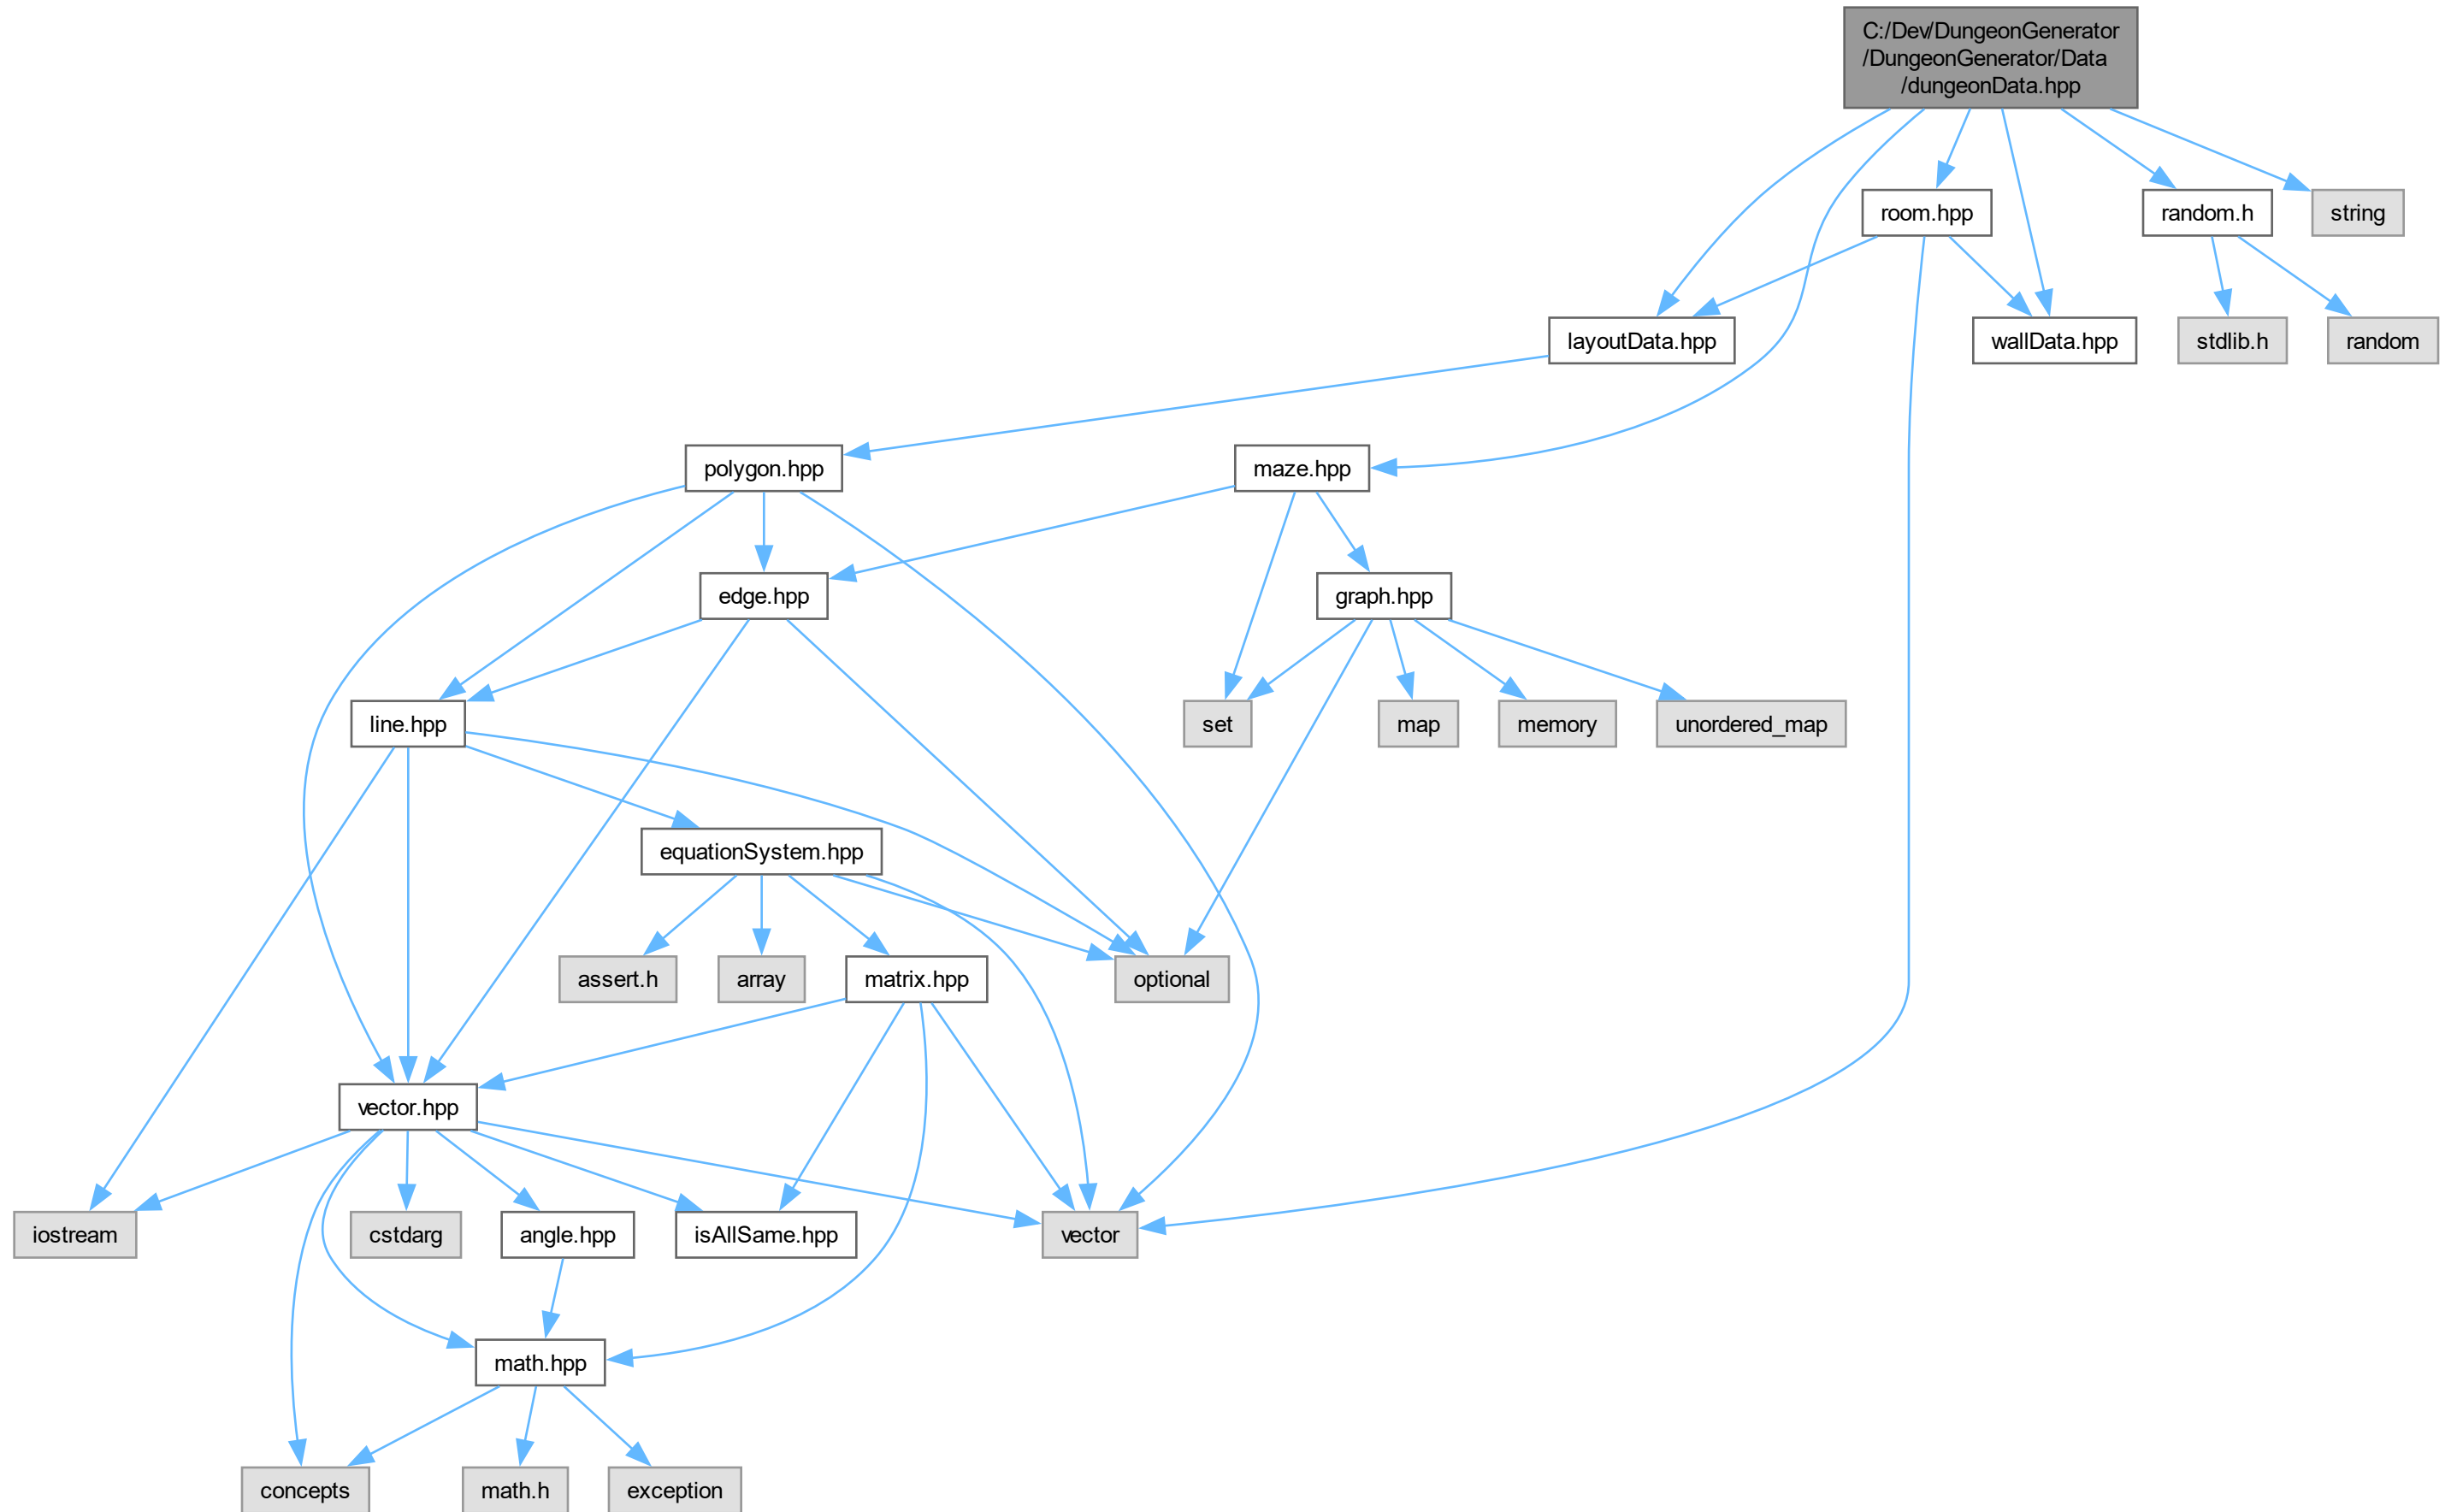 C:/Dev/DungeonGenerator
/DungeonGenerator/Data
/dungeonData.hpp
room.hpp
random.h
string
layoutData.hpp
wallData.hpp
stdlib.h
random
polygon.hpp
maze.hpp
edge.hpp
graph.hpp
line.hpp
set
map
memory
unordered_map
equationSystem.hpp
assert.h
array
matrix.hpp
optional
vector.hpp
iostream
cstdarg
angle.hpp
isAllSame.hpp
vector
math.hpp
concepts
math.h
exception